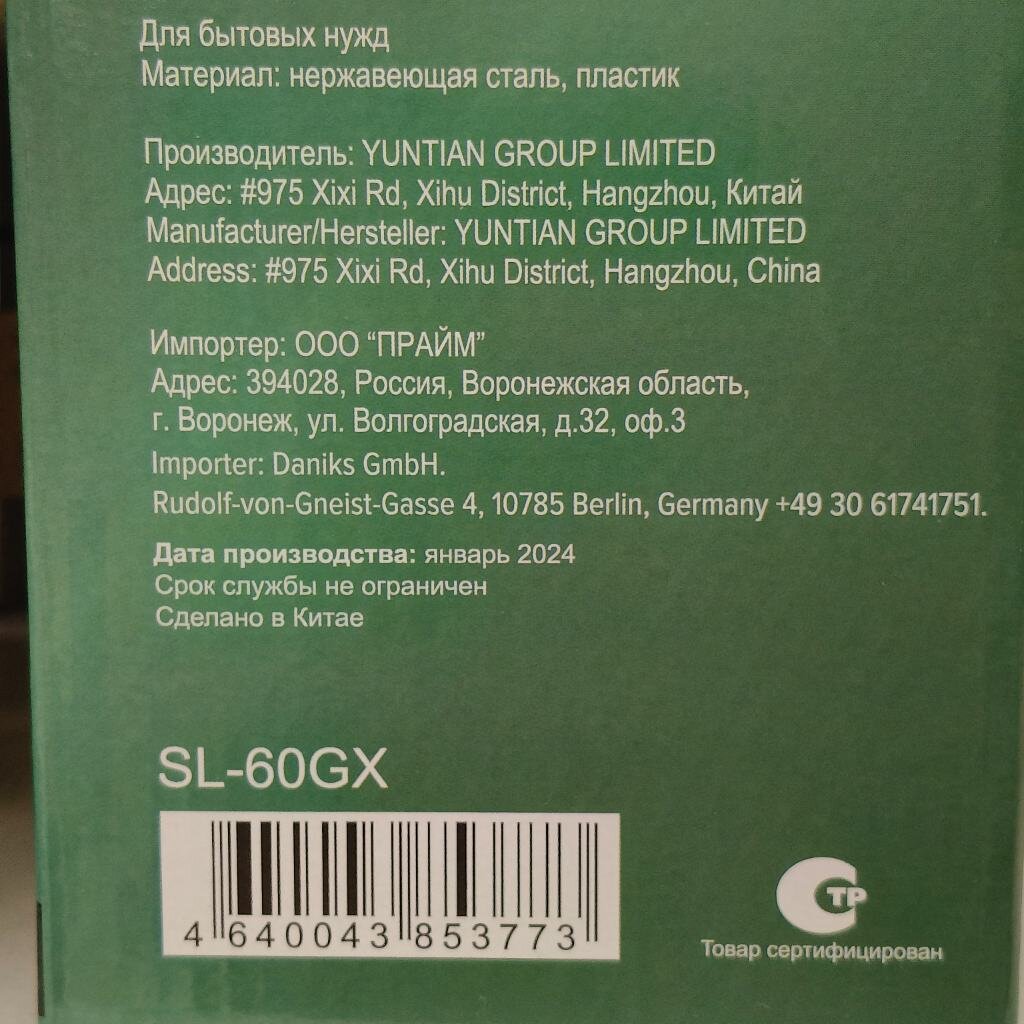 Для бытовых нужд
Материал: нержавеющая сталь, пластик
Производитель: YUNTIAN GROUP LIMITED
Адрес: #975 Xixi Rd, Xihu District, Hangzhou, Китай
Manufacturer/Hersteller: YUNTIAN GROUP LIMITED
Address: #975 Xixi Rd, Xihu District, Hangzhou, China
Импортер: ООО “ПРАЙМ”
Адрес: 394028, Россия, Воронежская область,
г. Воронеж, ул. Волгоградская, д.32, оф.3
Importer: Daniks GmbH.
Rudolf-von-Gneist-Gasse 4, 10785 Berlin, Germany +49 30 61741751.
Дата производства: январь 2024
Срок службы не ограничен
Сделано в Китае
SL-60GX
4 640043 853773
СТР
Товар сертифицирован